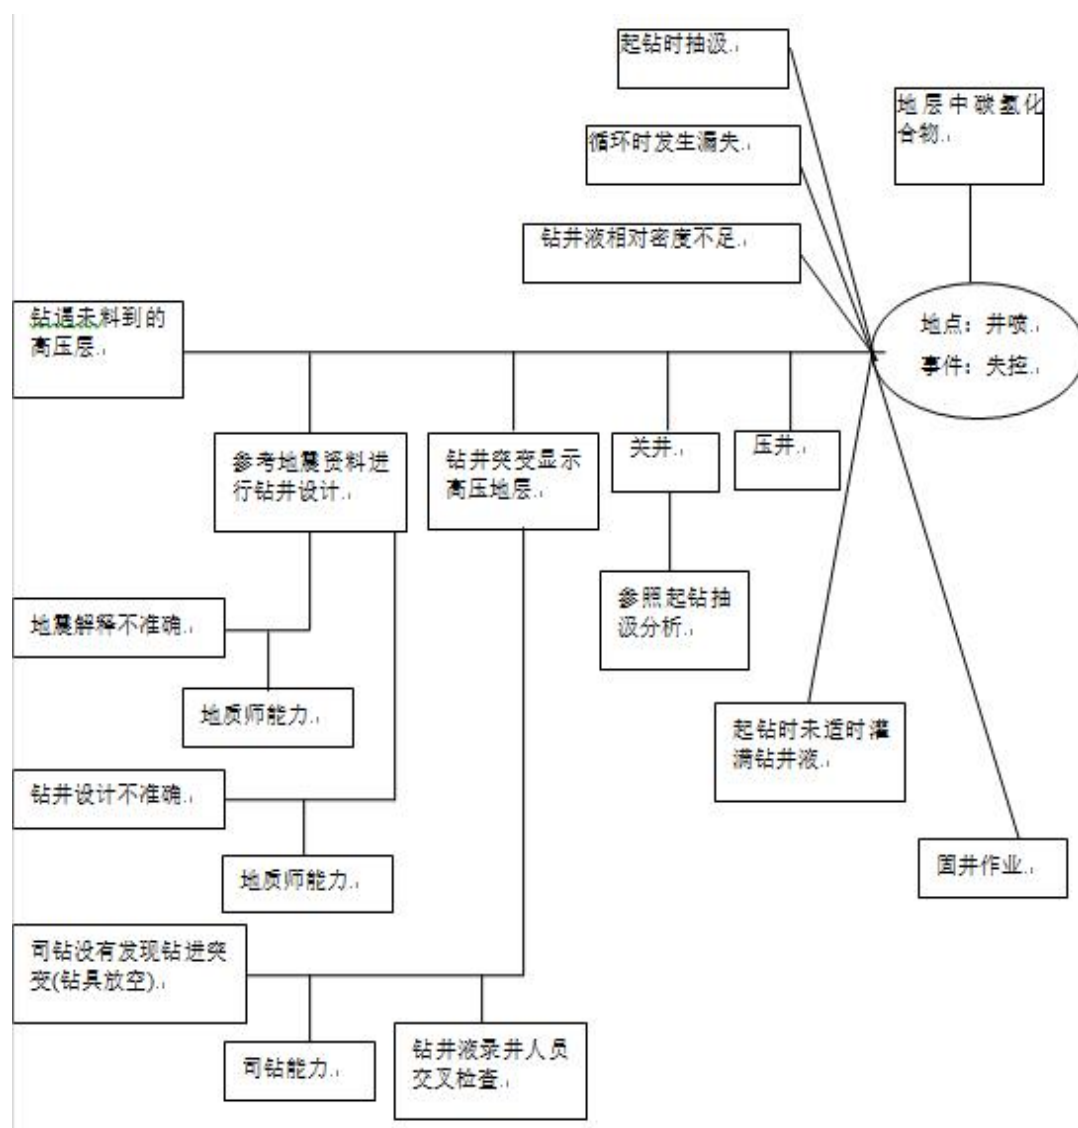 起钻时抽汲.
地层中碳氢化
合物.
循环时发生漏失.
钻井液相对密度不足.
钻遇未料到的
高压层.
地点：井喷.
事件：失控.
参考地震资料进
行钻井设计.
钻井突变显示
高压地层.
关井.
压井.
参照起钻抽
汲分析.
地震解释不准确.
地质师能力.
起钻时未适时灌
满钻井液.
钻井设计不准确.
地质师能力.
固井作业.
司钻没有发现钻进突
变(钻具放空).
司钻能力.
钻井液录井人员
交叉检查.